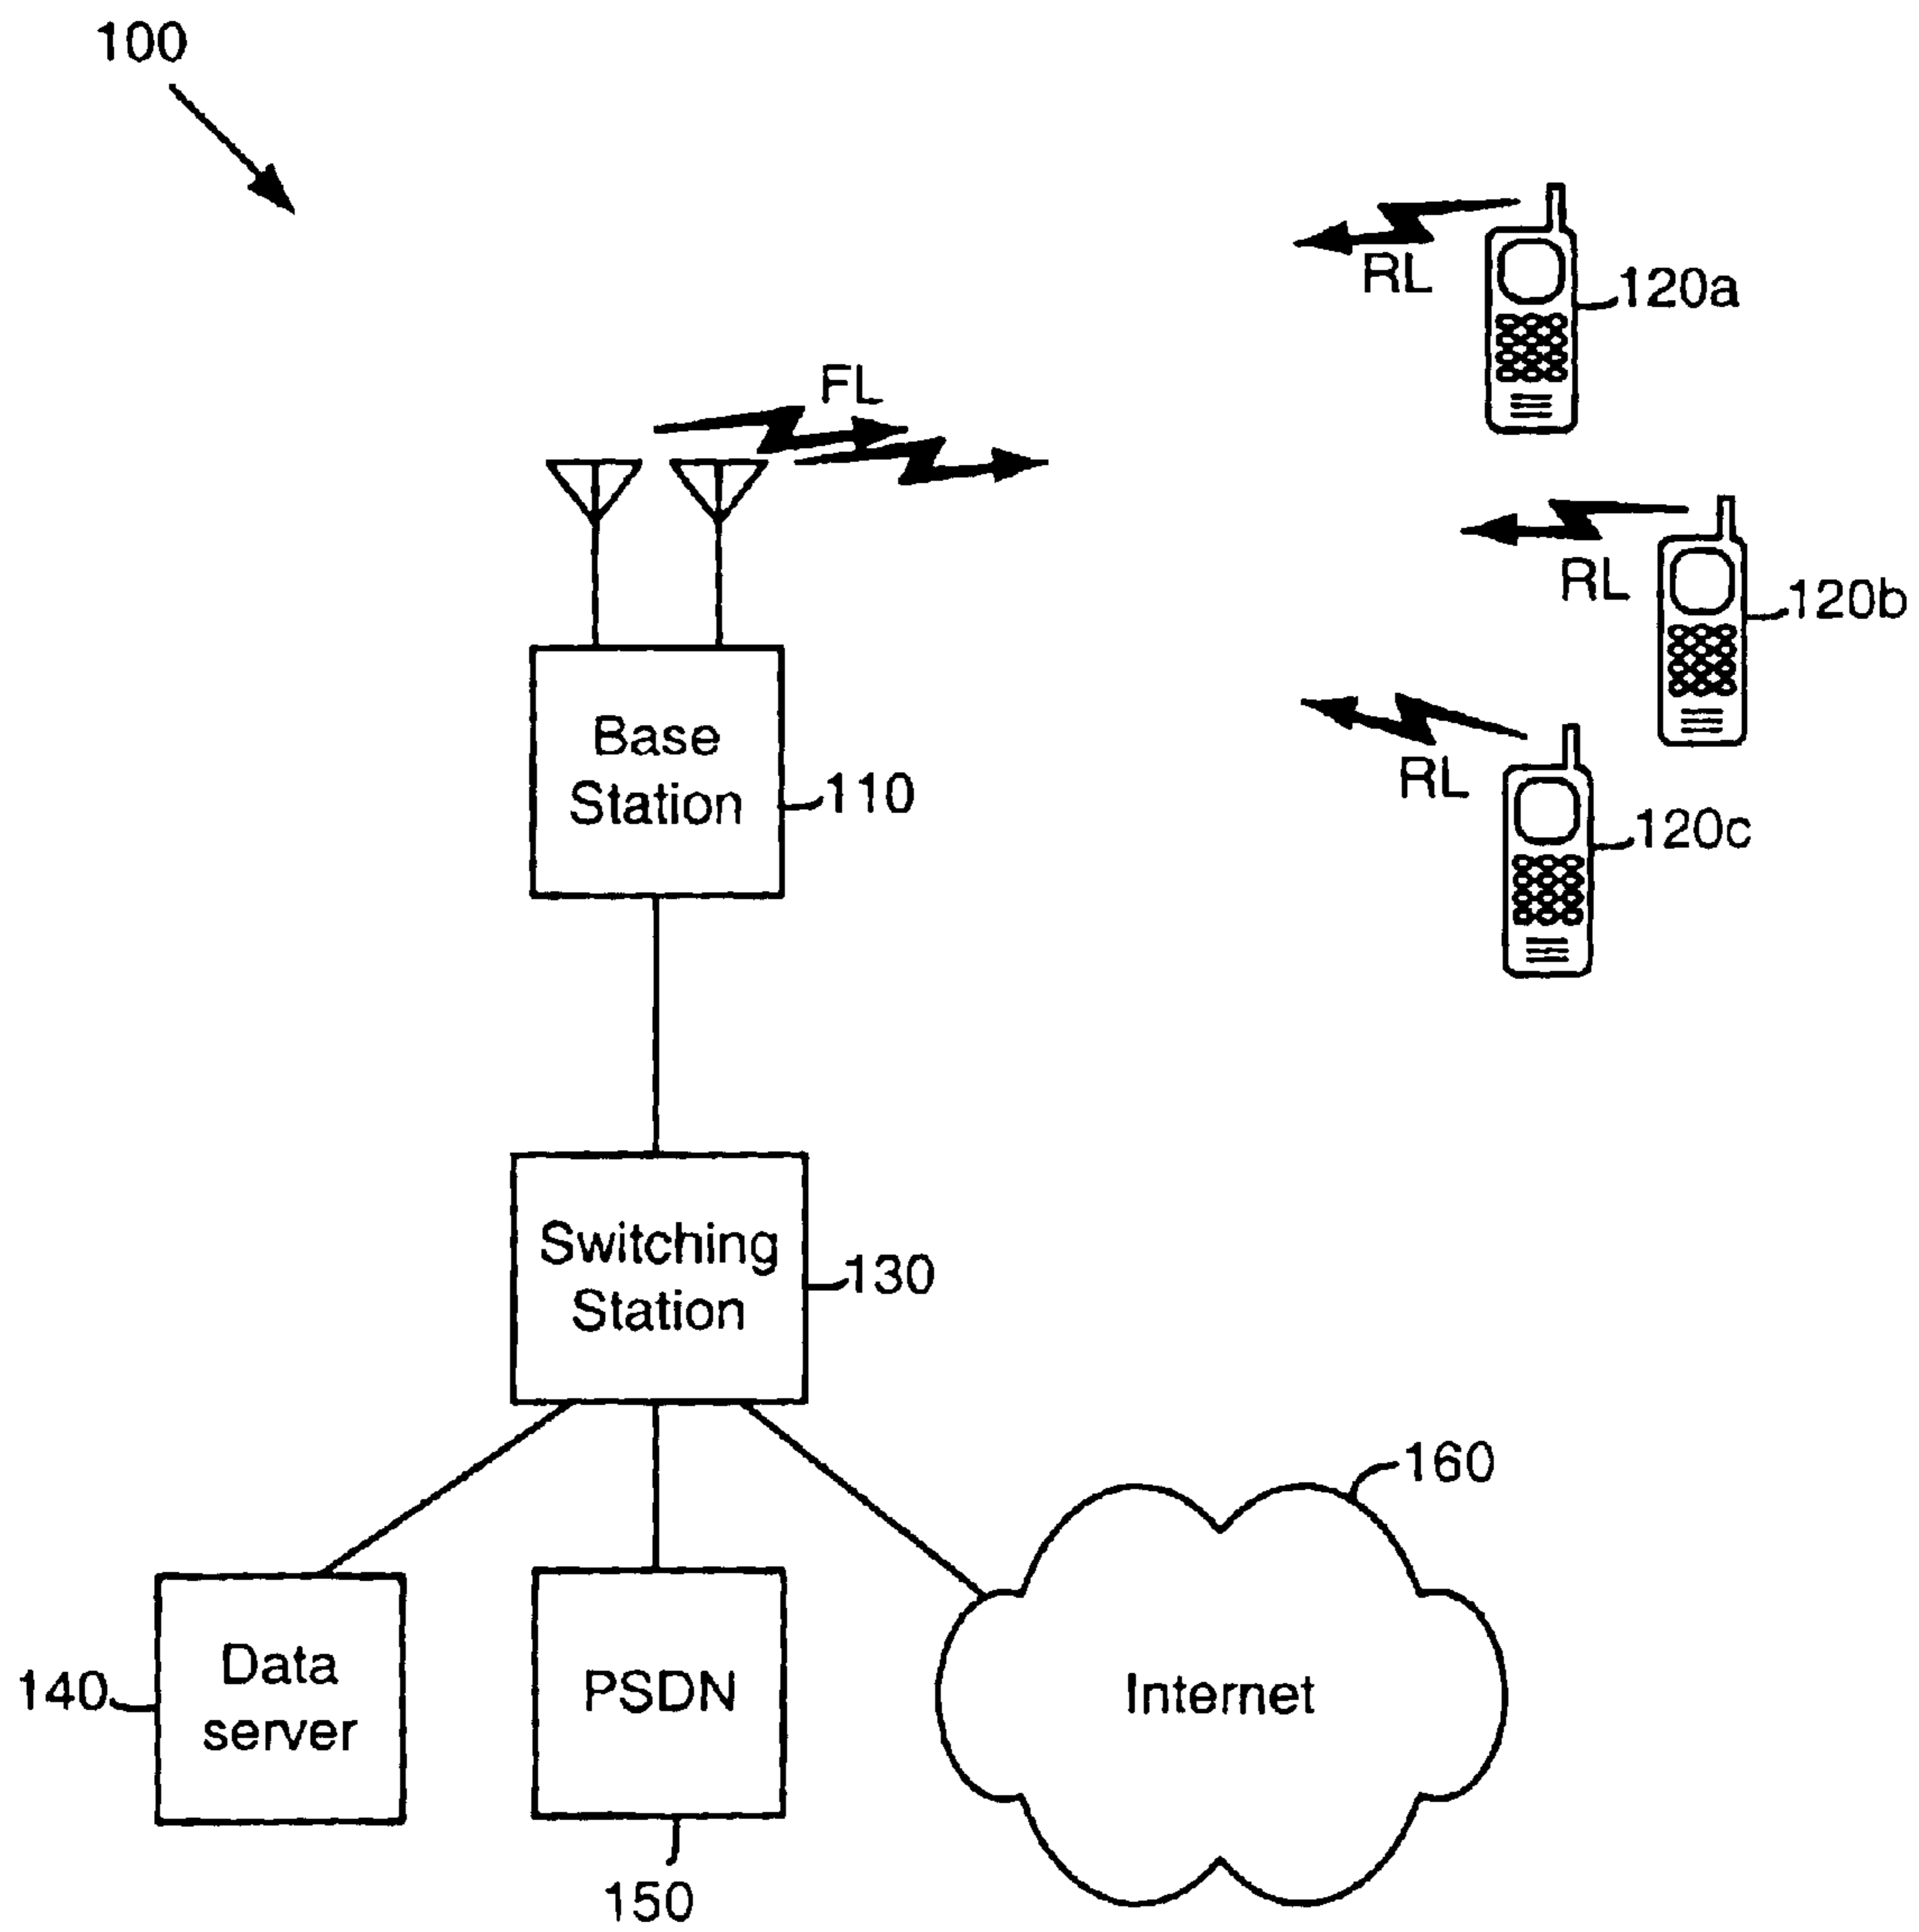 100
RL
120a
FL
RL
120b
Base
Station
110
RL
120c
Switching
Station
130
160
Data
server
140
PSDN
Internet
150